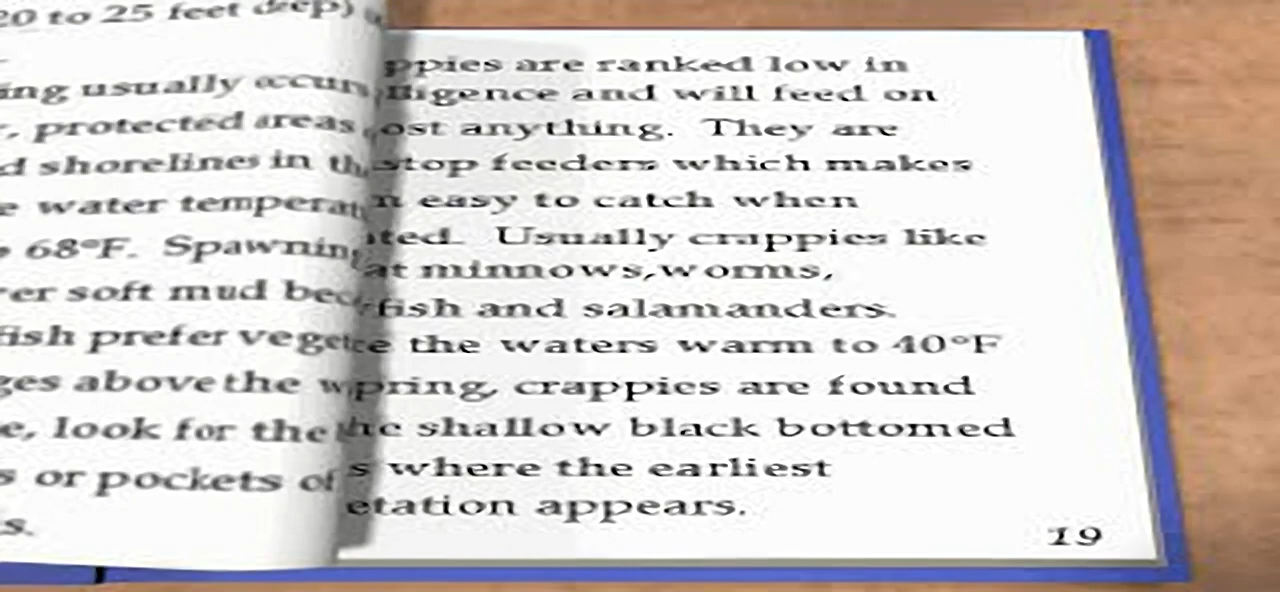 20 to 25 feet deep)
ing usually occurs
, protected areas
d shorelines in th
e water temperat
68°F. Spawning
er soft mud bed
fish prefer veget
ges above the w
e, look for the
s or pockets of
s.
ppies are ranked low in
lligence and will feed on
ost anything. They are
stop feeders which makes
n easy to catch when
ted. Usually crappies like
at minnows, worms,
fish and salamanders.
e the waters warm to 40°F
pring, crappies are found
he shallow black bottomed
s where the earliest
etation appears.
19